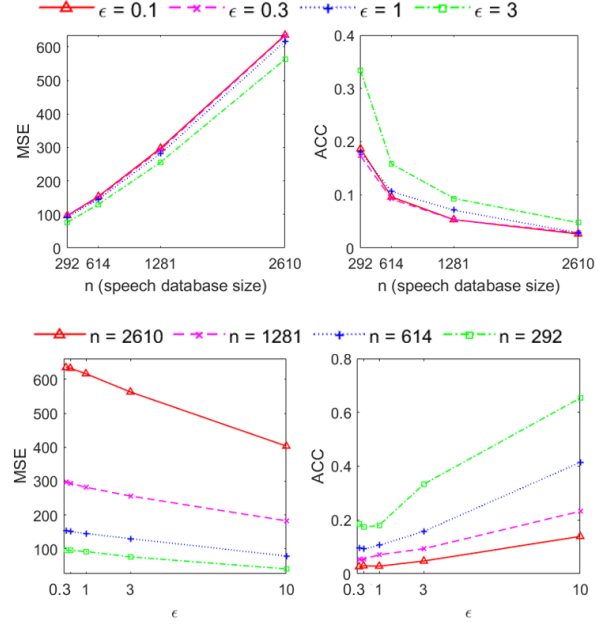 ϵ = 0.1 ϵ = 0.3 ϵ = 1 ϵ = 3
600
500
400
300
200
100
0
MSE
292 614 1281 2610
n (speech database size)
0.4
0.3
0.2
0.1
0
ACC
292 614 1281 2610
n (speech database size)
n = 2610 n = 1281 n = 614 n = 292
600
500
400
300
200
100
MSE
0.3 1 3 10
ϵ
0.8
0.6
0.4
0.2
0
ACC
0.3 1 3 10
ϵ